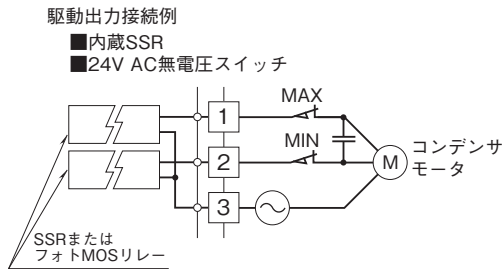 駆動出力接続例
■内蔵SSR
■24V AC無電圧スイッチ
MAX
1
MIN
2
M
コンデンサ
モータ
3
SSRまたは
フォトMOSリレー